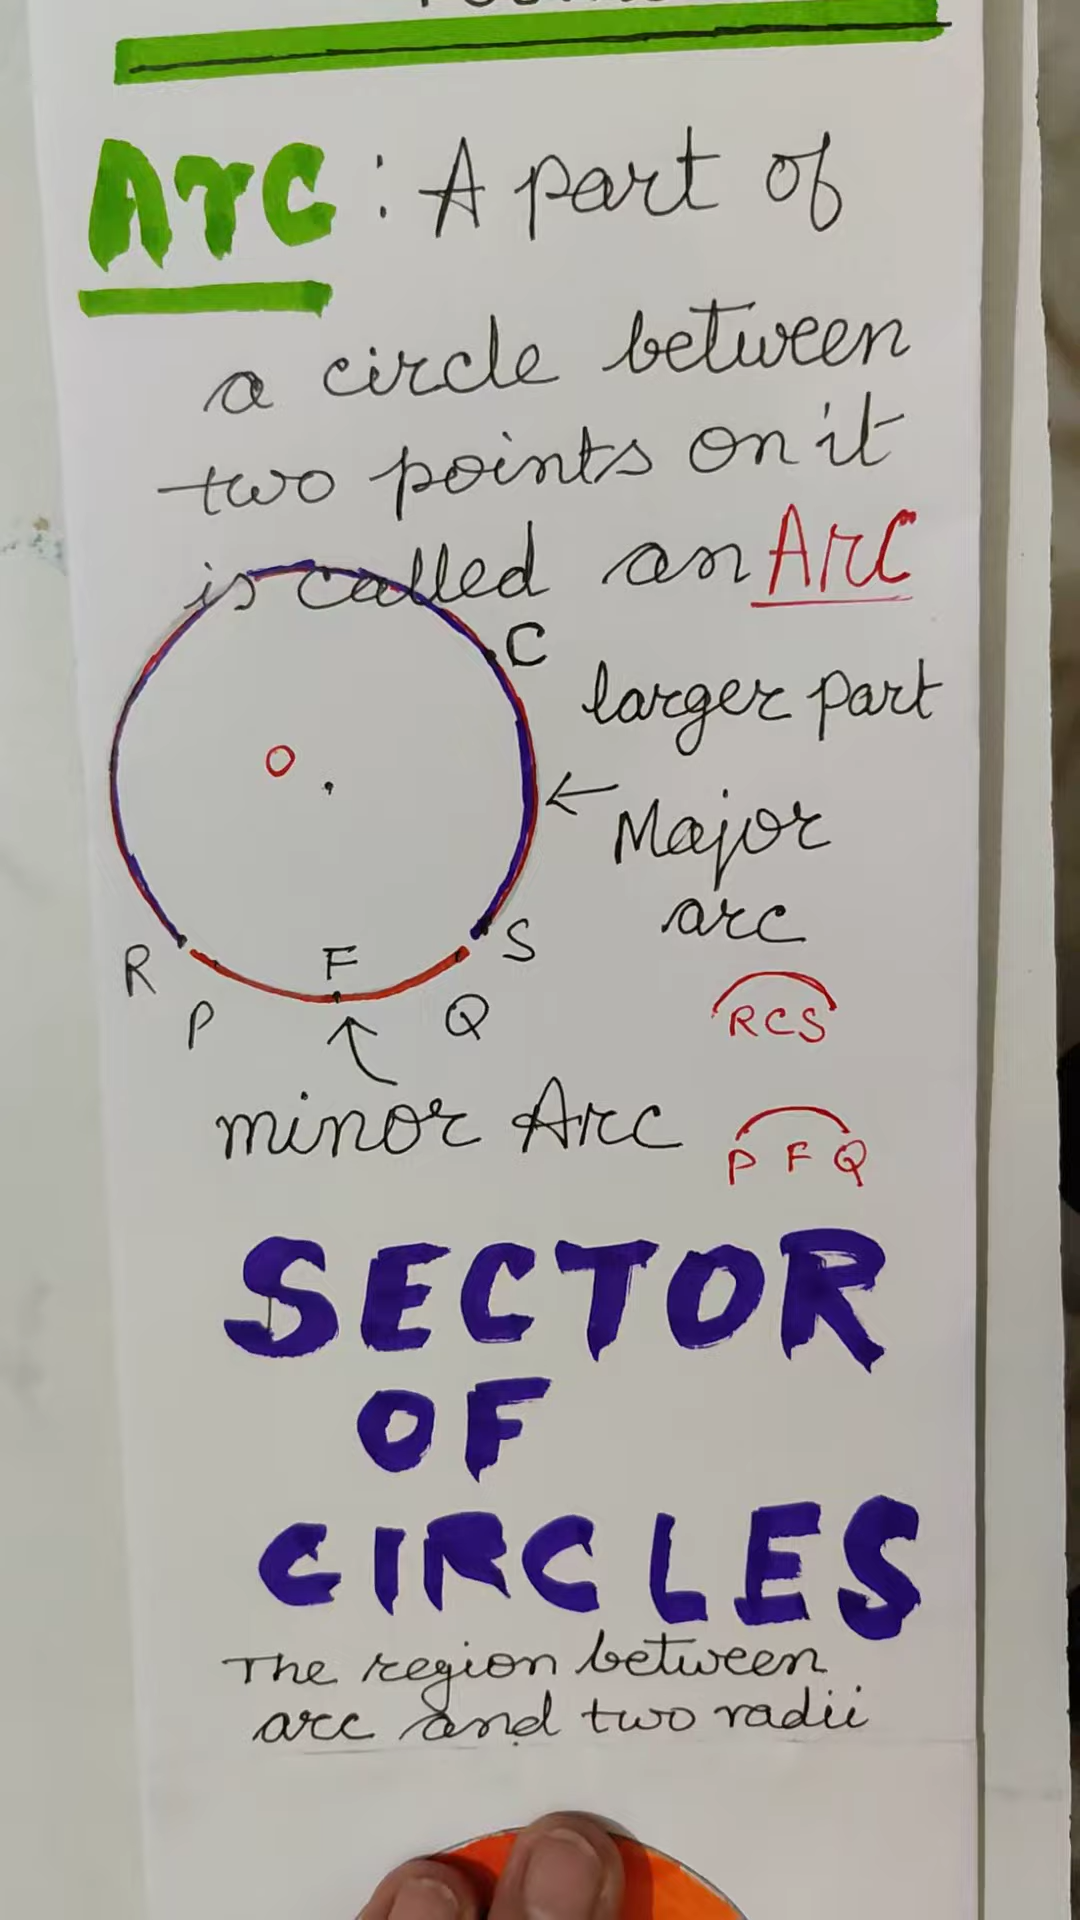 Arc : A part of
a circle between
two points on it
is called an Arc
C
larger part
O
Major
arc
R
F
S
P
Q
RCS
minor Arc
P F Q
SECTOR
OF
CIRCLES
The region between
arc and two radii